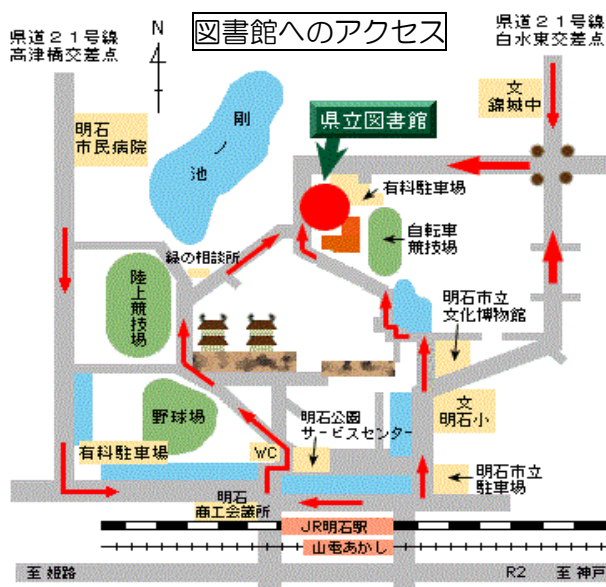 図書館へのアクセス
県道２１号線
高津橋交差点
N
県道２１号線
白水東交差点
文
錦城中
明石
市民病院
剛ノ池
県立図書館
有料駐車場
自転車
競技場
緑の相談所
陸上競技場
明石市立
文化博物館
野球場
明石公園
サービスセンター
文
明石小
有料駐車場
WC
明石市立
駐車場
明石
商工会議所
JR明石駅
山電あかし
至 姫路
R2
至 神戸